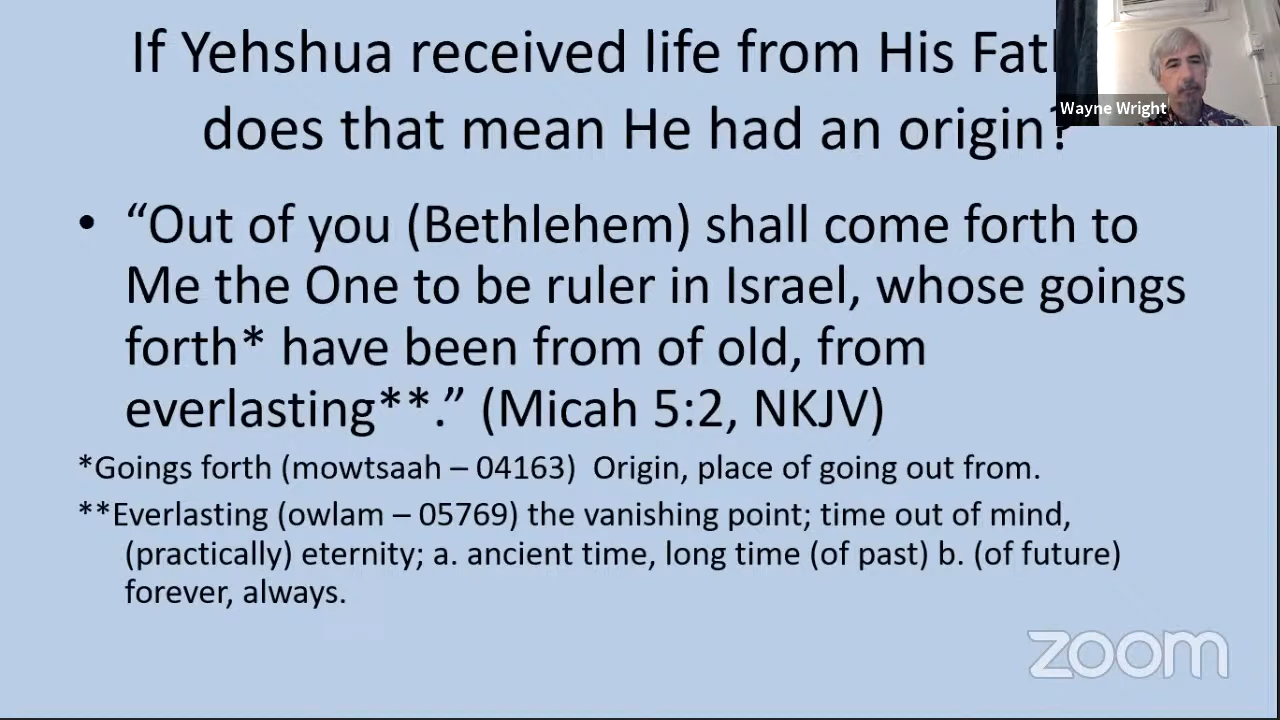 If Yehshua received life from His Fat
does that mean He had an origin?
Wayne Wright
• “Out of you (Bethlehem) shall come forth to
Me the One to be ruler in Israel, whose goings
forth* have been from of old, from
everlasting**.” (Micah 5:2, NKJV)
*Goings forth (mowtsaah – 04163) Origin, place of going out from.
**Everlasting (owlam – 05769) the vanishing point; time out of mind,
(practically) eternity; a. ancient time, long time (of past) b. (of future)
forever, always.
zoom